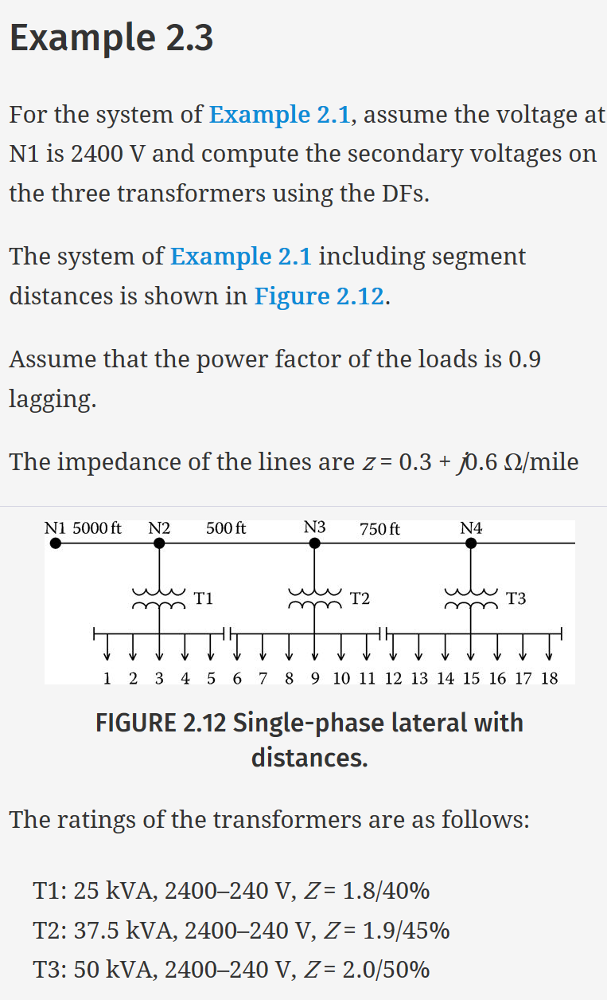 Example 2.3
For the system of Example 2.1, assume the voltage at
N1 is 2400 V and compute the secondary voltages on
the three transformers using the DFs.
The system of Example 2.1 including segment
distances is shown in Figure 2.12.
Assume that the power factor of the loads is 0.9
lagging.
The impedance of the lines are z = 0.3 + j0.6 Ω/mile
N1 5000 ft N2 500 ft N3 750 ft N4
T1 T2 T3
1 2 3 4 5 6 7 8 9 10 11 12 13 14 15 16 17 18
FIGURE 2.12 Single-phase lateral with
distances.
The ratings of the transformers are as follows:
T1: 25 kVA, 2400–240 V, Z = 1.8/40%
T2: 37.5 kVA, 2400–240 V, Z = 1.9/45%
T3: 50 kVA, 2400–240 V, Z = 2.0/50%